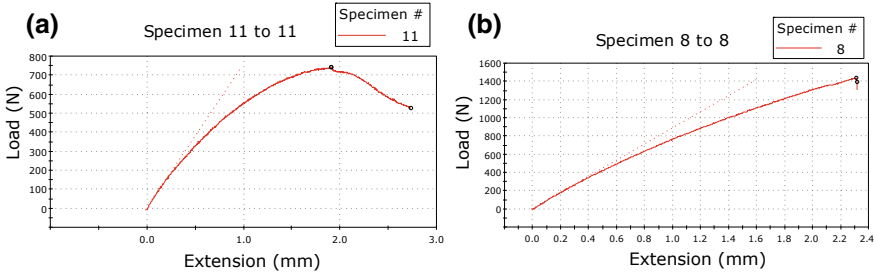 (a)
Specimen 11 to 11
Specimen #
11
Load (N)
800
700
600
500
400
300
200
100
0
0.0 1.0 2.0 3.0
Extension (mm)
(b)
Specimen 8 to 8
Specimen #
8
Load (N)
1600
1400
1200
1000
800
600
400
200
0
0.0 0.2 0.4 0.6 0.8 1.0 1.2 1.4 1.6 1.8 2.0 2.2 2.4
Extension (mm)